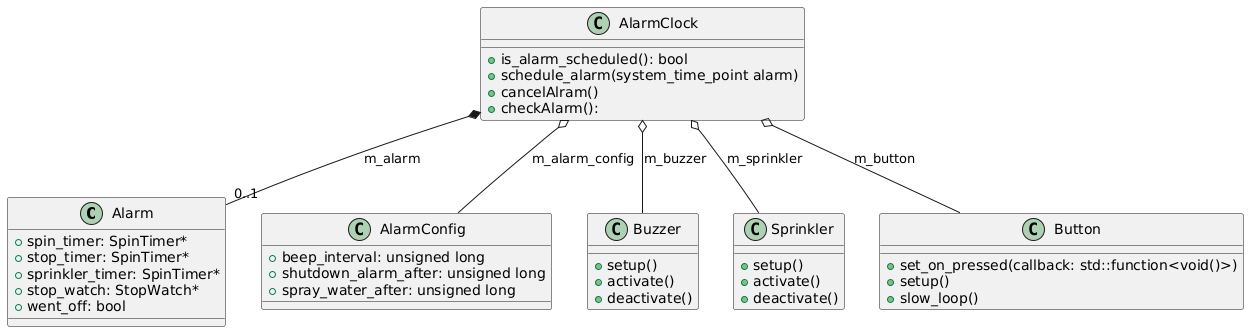 C AlarmClock
is_alarm_scheduled(): bool
schedule_alarm(system_time_point alarm)
cancelAlram()
checkAlarm():
m_alarm
m_alarm_config
m_buzzer
m_sprinkler
m_button
0..1
C Alarm
spin_timer: SpinTimer*
stop_timer: SpinTimer*
sprinkler_timer: SpinTimer*
stop_watch: StopWatch*
went_off: bool
C AlarmConfig
beep_interval: unsigned long
shutdown_alarm_after: unsigned long
spray_water_after: unsigned long
C Buzzer
setup()
activate()
deactivate()
C Sprinkler
setup()
activate()
deactivate()
C Button
set_on_pressed(callback: std::function<void()>)
setup()
slow_loop()